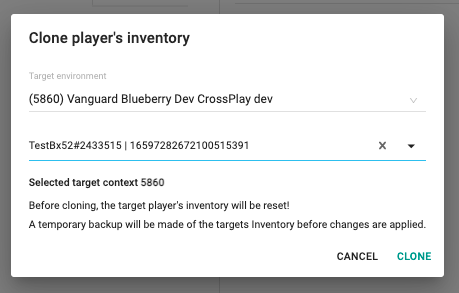 Clone player's inventory
Target environment
(5860) Vanguard Blueberry Dev CrossPlay dev
TestBx52#2433515 | 16597282672100515391
Selected target context 5860
Before cloning, the target player's inventory will be reset!
A temporary backup will be made of the targets Inventory before changes are applied.
CANCEL CLONE